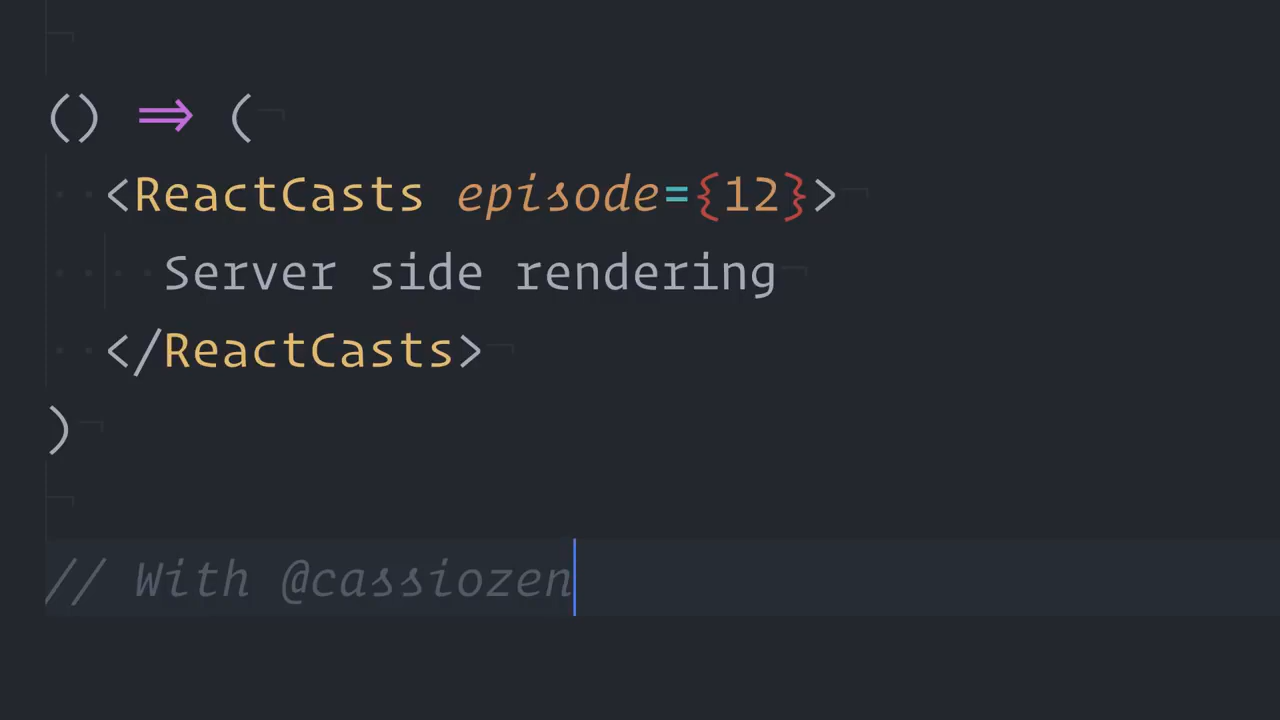 () => (
<ReactCasts episode={12}>
Server side rendering
</ReactCasts>
)
// With @cassiozen